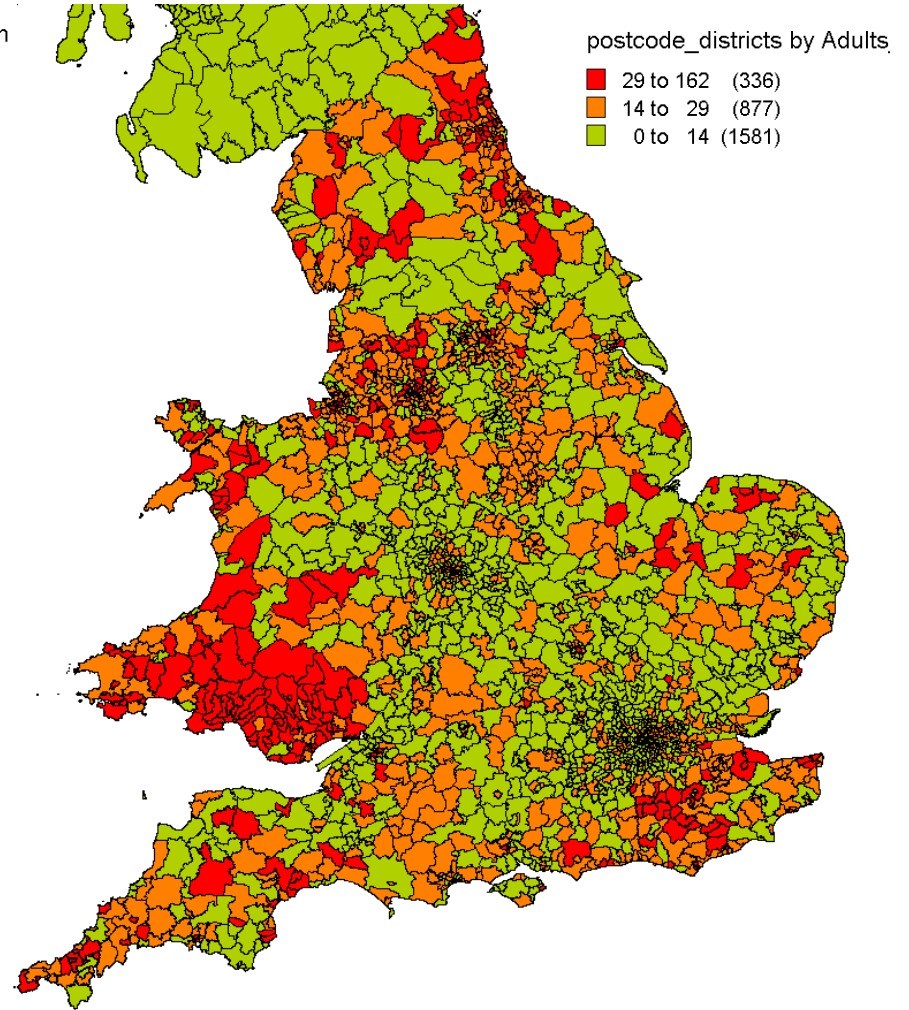 n
postcode_districts by Adults
29 to 162 (336)
14 to 29 (877)
0 to 14 (1581)